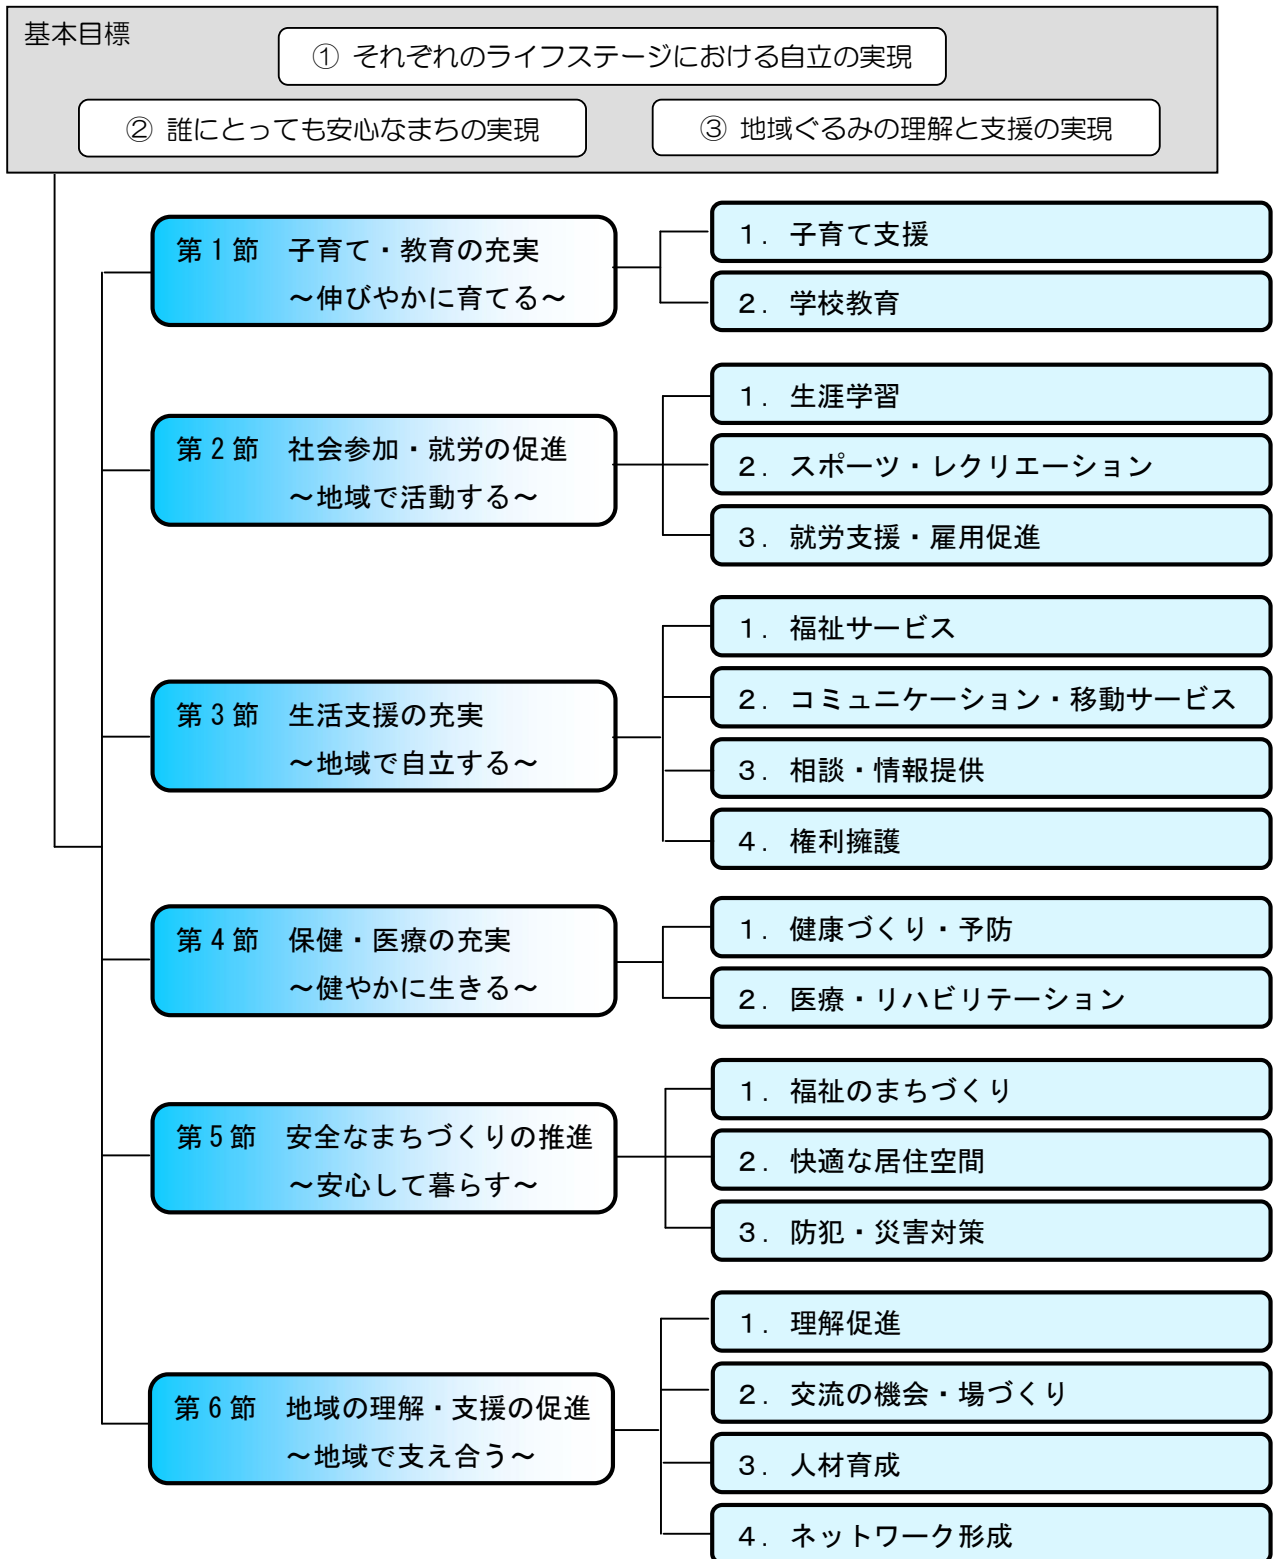 基本目標
① それぞれのライフステージにおける自立の実現
② 誰にとっても安心なまちの実現
③ 地域ぐるみの理解と支援の実現
第1節　子育て・教育の充実
～伸びやかに育てる～
1．子育て支援
2．学校教育
第2節　社会参加・就労の促進
～地域で活動する～
1．生涯学習
2．スポーツ・レクリエーション
3．就労支援・雇用促進
第3節　生活支援の充実
～地域で自立する～
1．福祉サービス
2．コミュニケーション・移動サービス
3．相談・情報提供
4．権利擁護
第4節　保健・医療の充実
～健やかに生きる～
1．健康づくり・予防
2．医療・リハビリテーション
第5節　安全なまちづくりの推進
～安心して暮らす～
1．福祉のまちづくり
2．快適な居住空間
3．防犯・災害対策
第6節　地域の理解・支援の促進
～地域で支え合う～
1．理解促進
2．交流の機会・場づくり
3．人材育成
4．ネットワーク形成